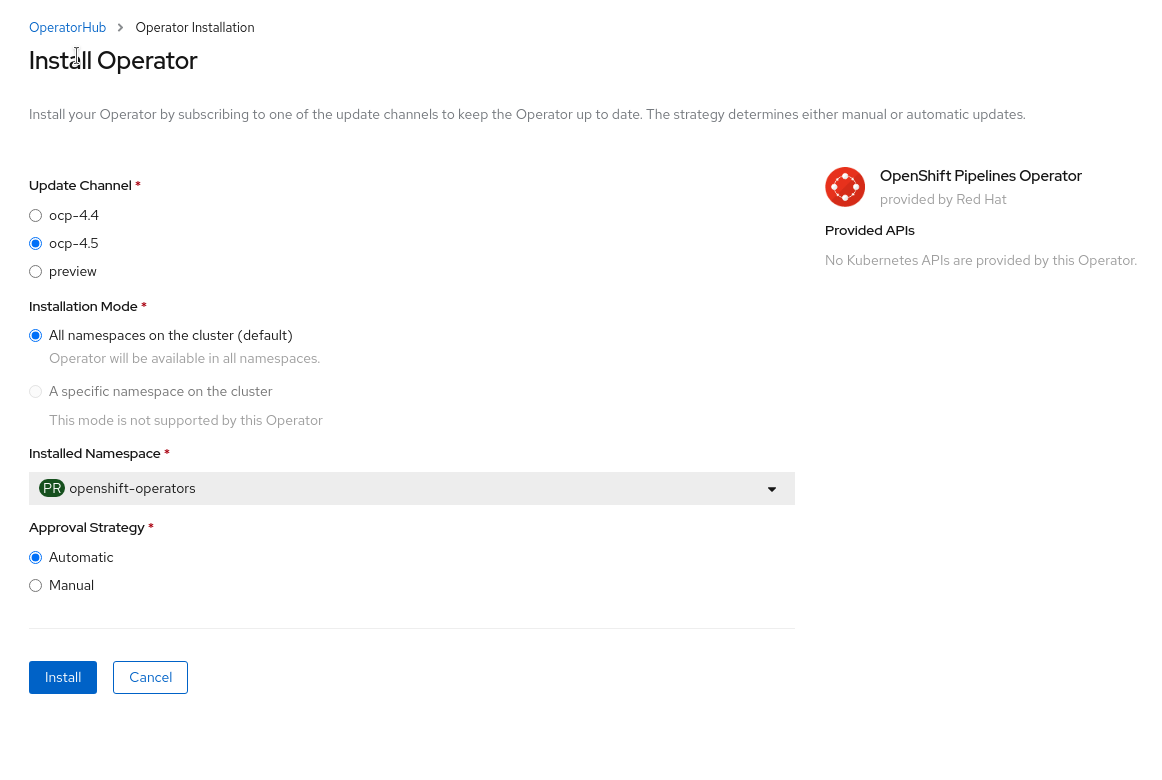 OperatorHub > Operator Installation
Install Operator
Install your Operator by subscribing to one of the update channels to keep the Operator up to date. The strategy determines either manual or automatic updates.
Update Channel *
ocp-4.4
ocp-4.5
preview
Installation Mode *
All namespaces on the cluster (default)
Operator will be available in all namespaces.
A specific namespace on the cluster
This mode is not supported by this Operator
Installed Namespace *
PR openshift-operators
Approval Strategy *
Automatic
Manual
Install Cancel
OpenShift Pipelines Operator
provided by Red Hat
Provided APIs
No Kubernetes APIs are provided by this Operator.